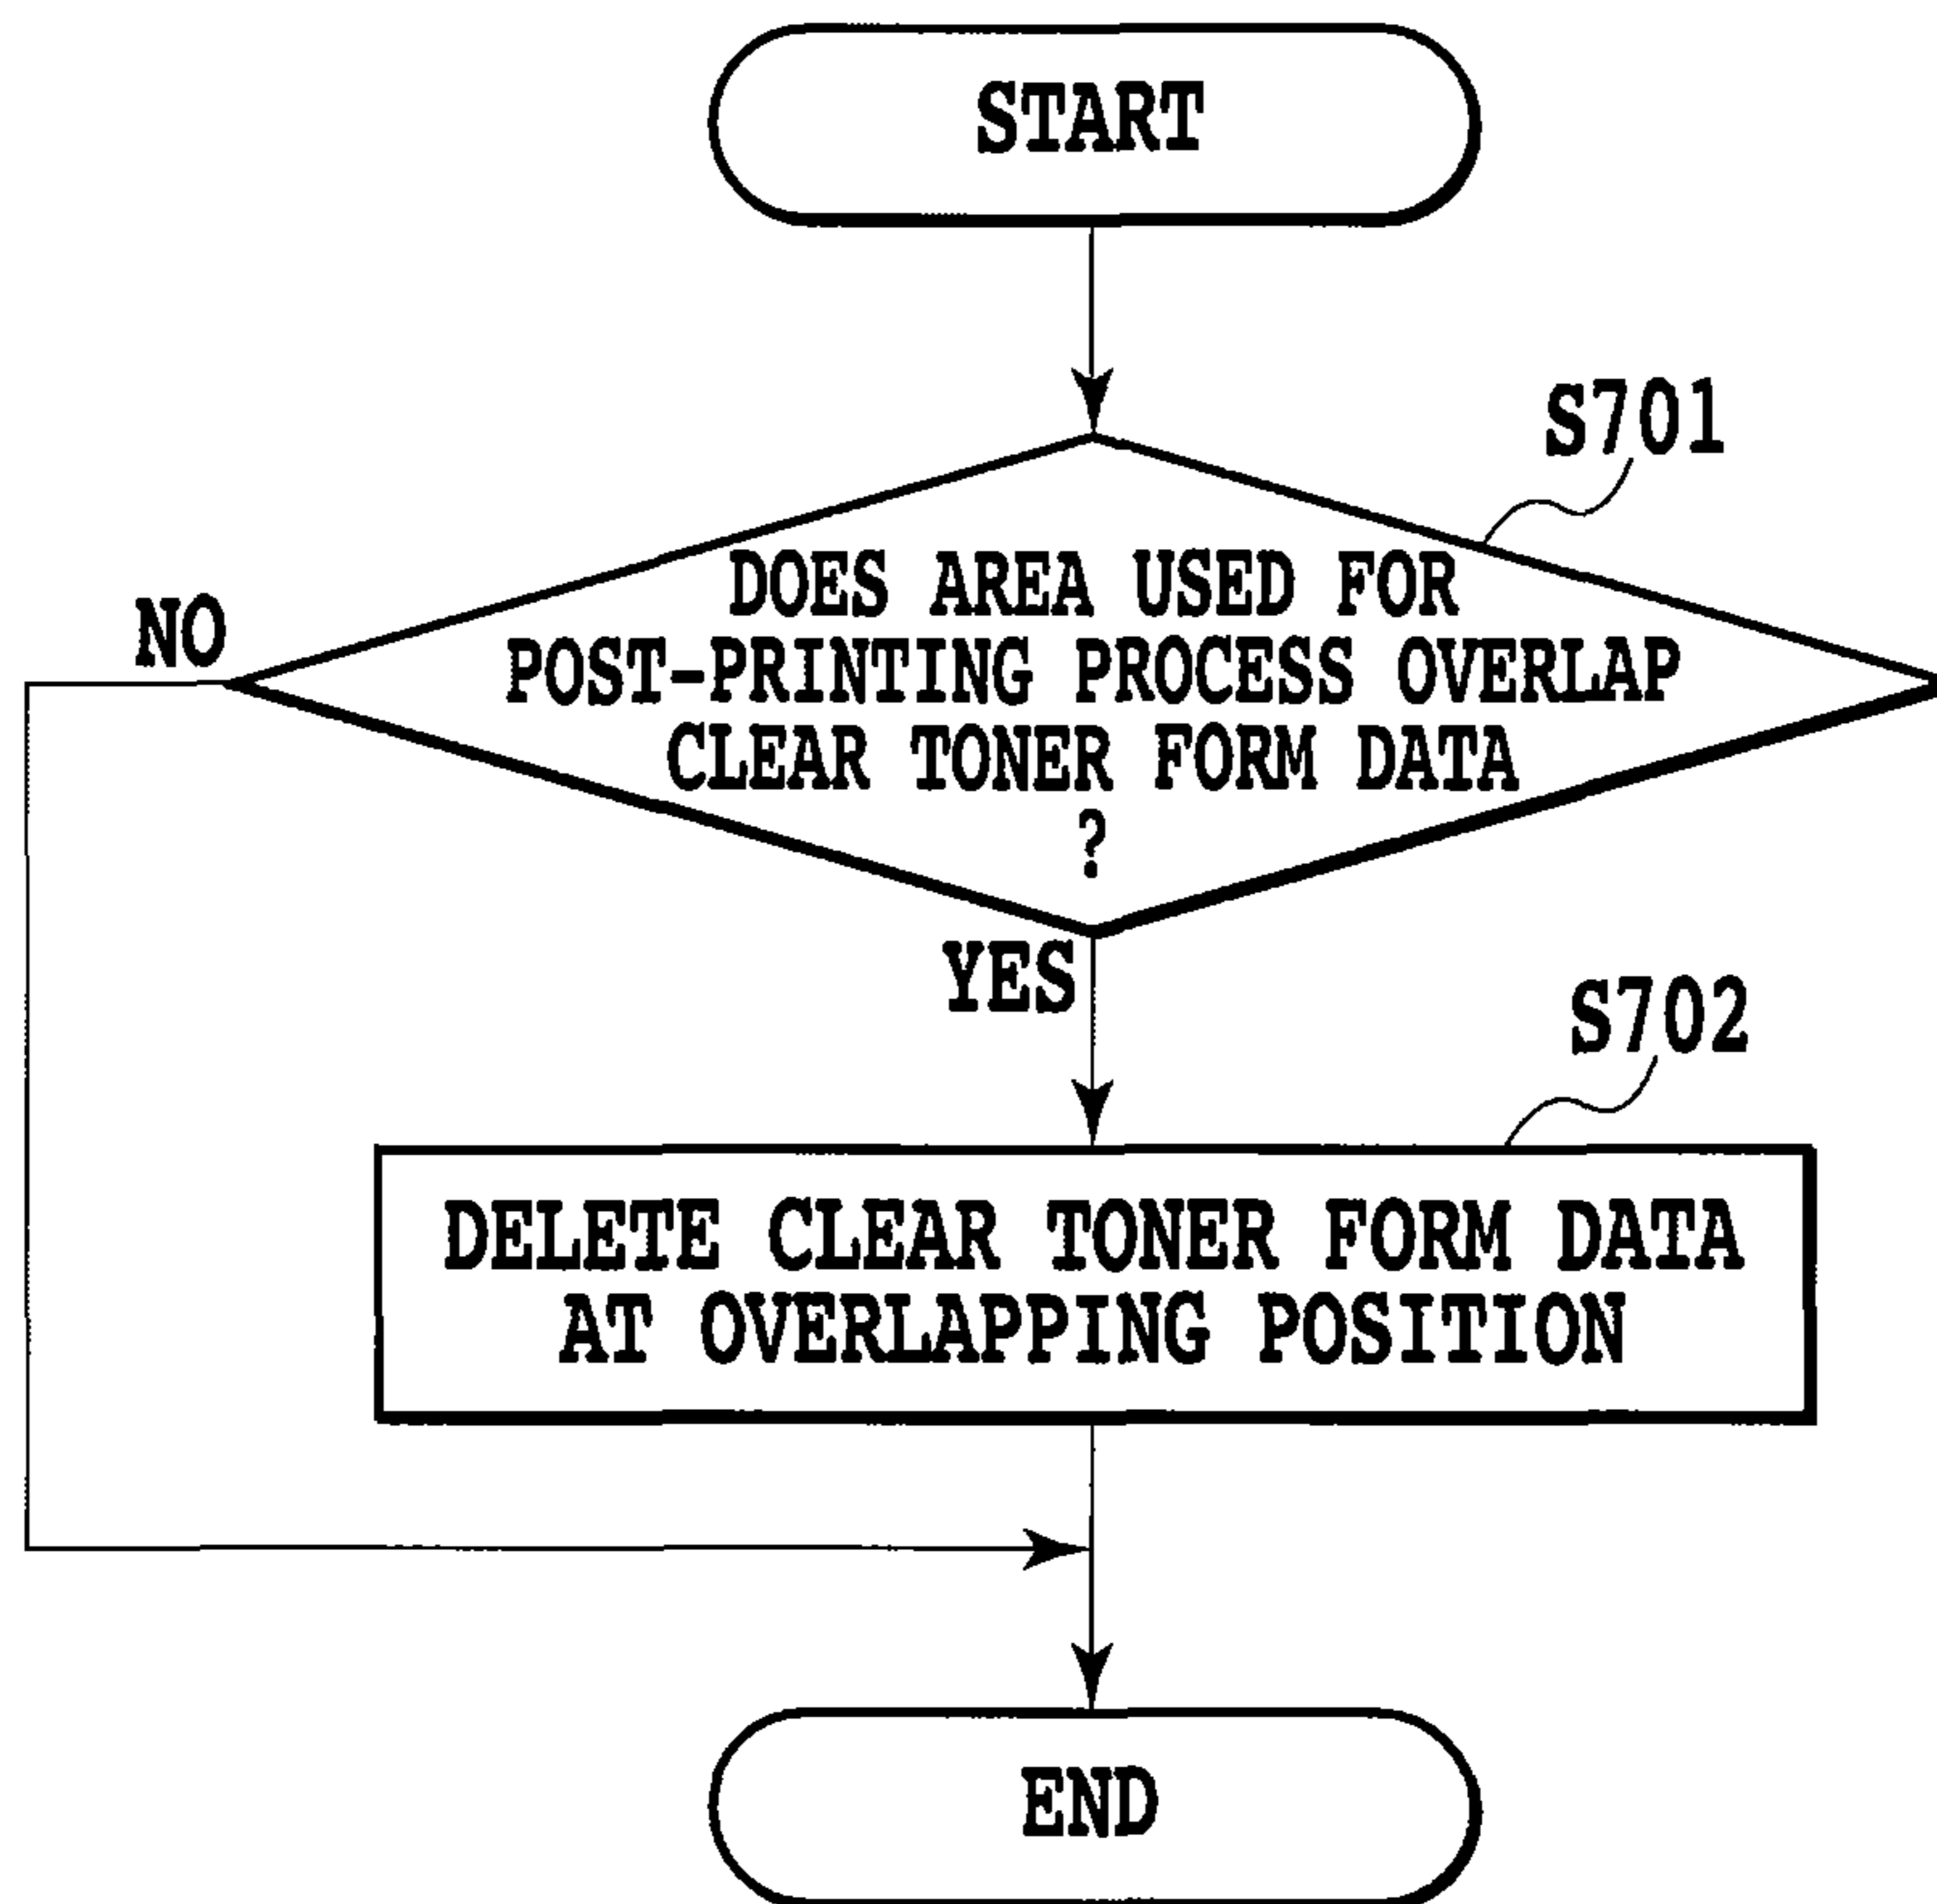 START
S701
DOES AREA USED FOR
POST-PRINTING PROCESS OVERLAP
CLEAR TONER FORM DATA
?
NO
YES
S702
DELETE CLEAR TONER FORM DATA
AT OVERLAPPING POSITION
END